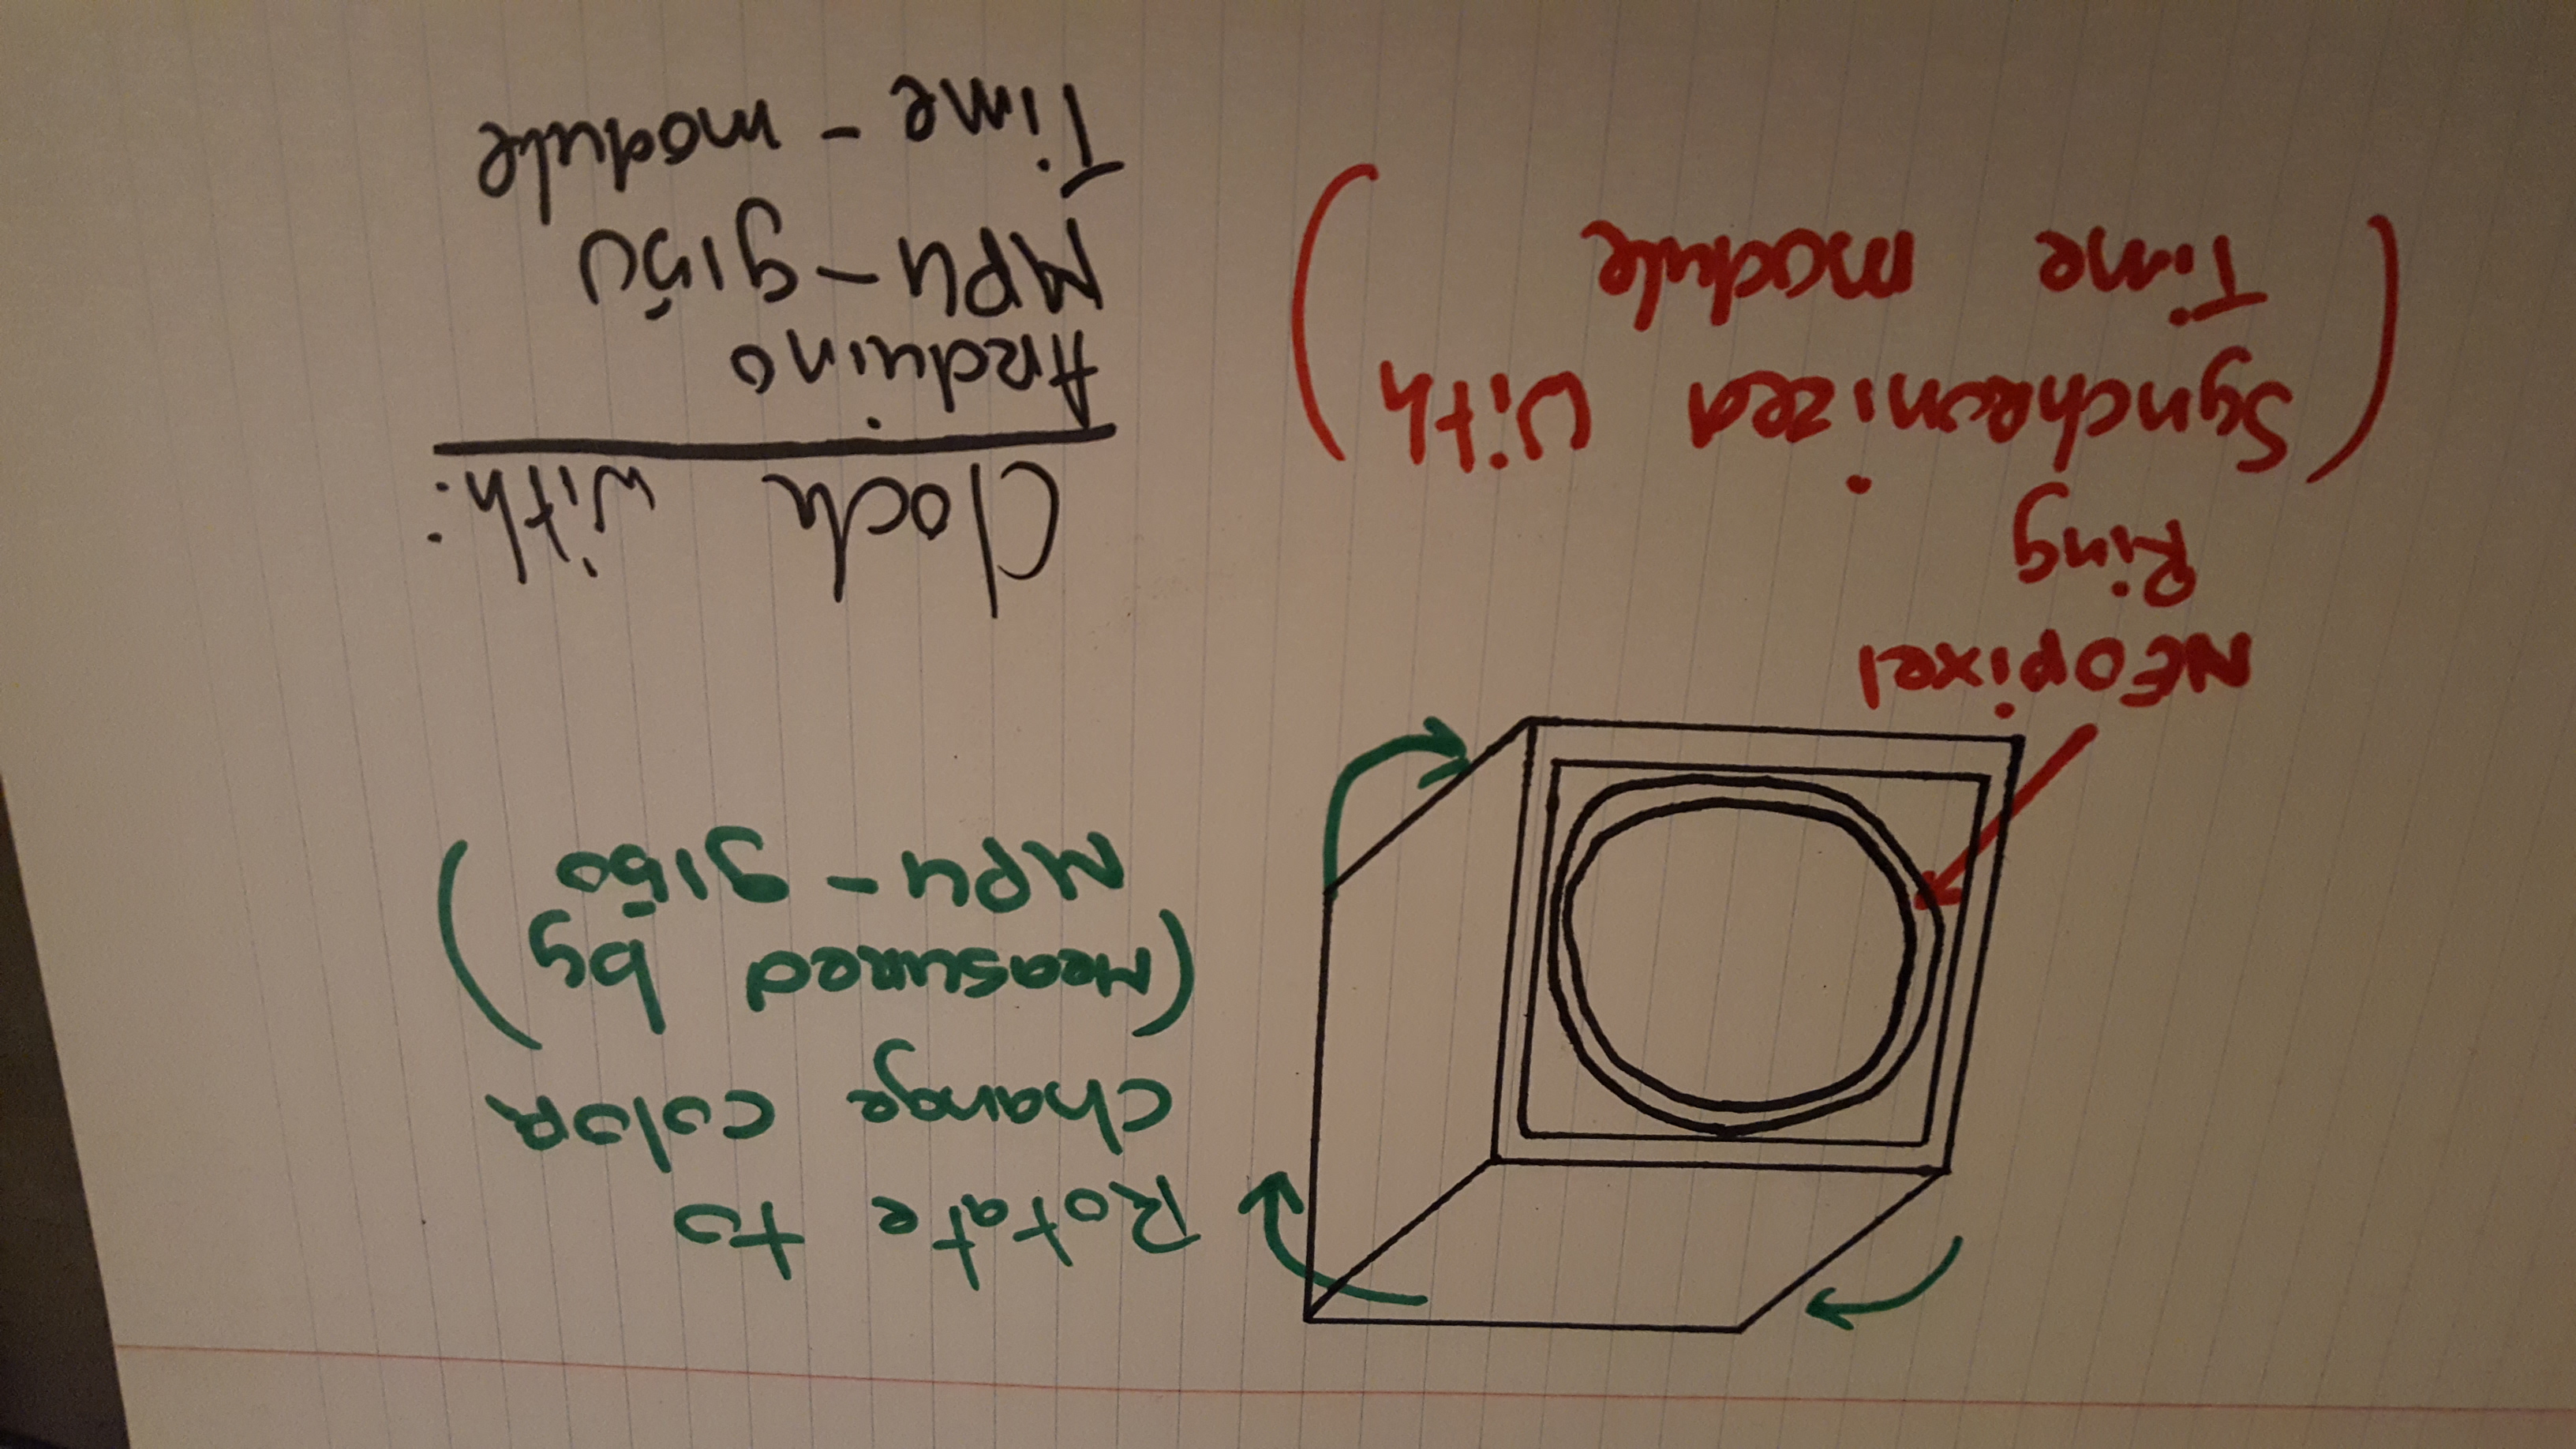 Rotate to
change color
(Measured by
MPU-9150)
NEopixel
Ring
(Synchronized With
Time module)
Clock with:
Arduino
MPU-9150
Time-module